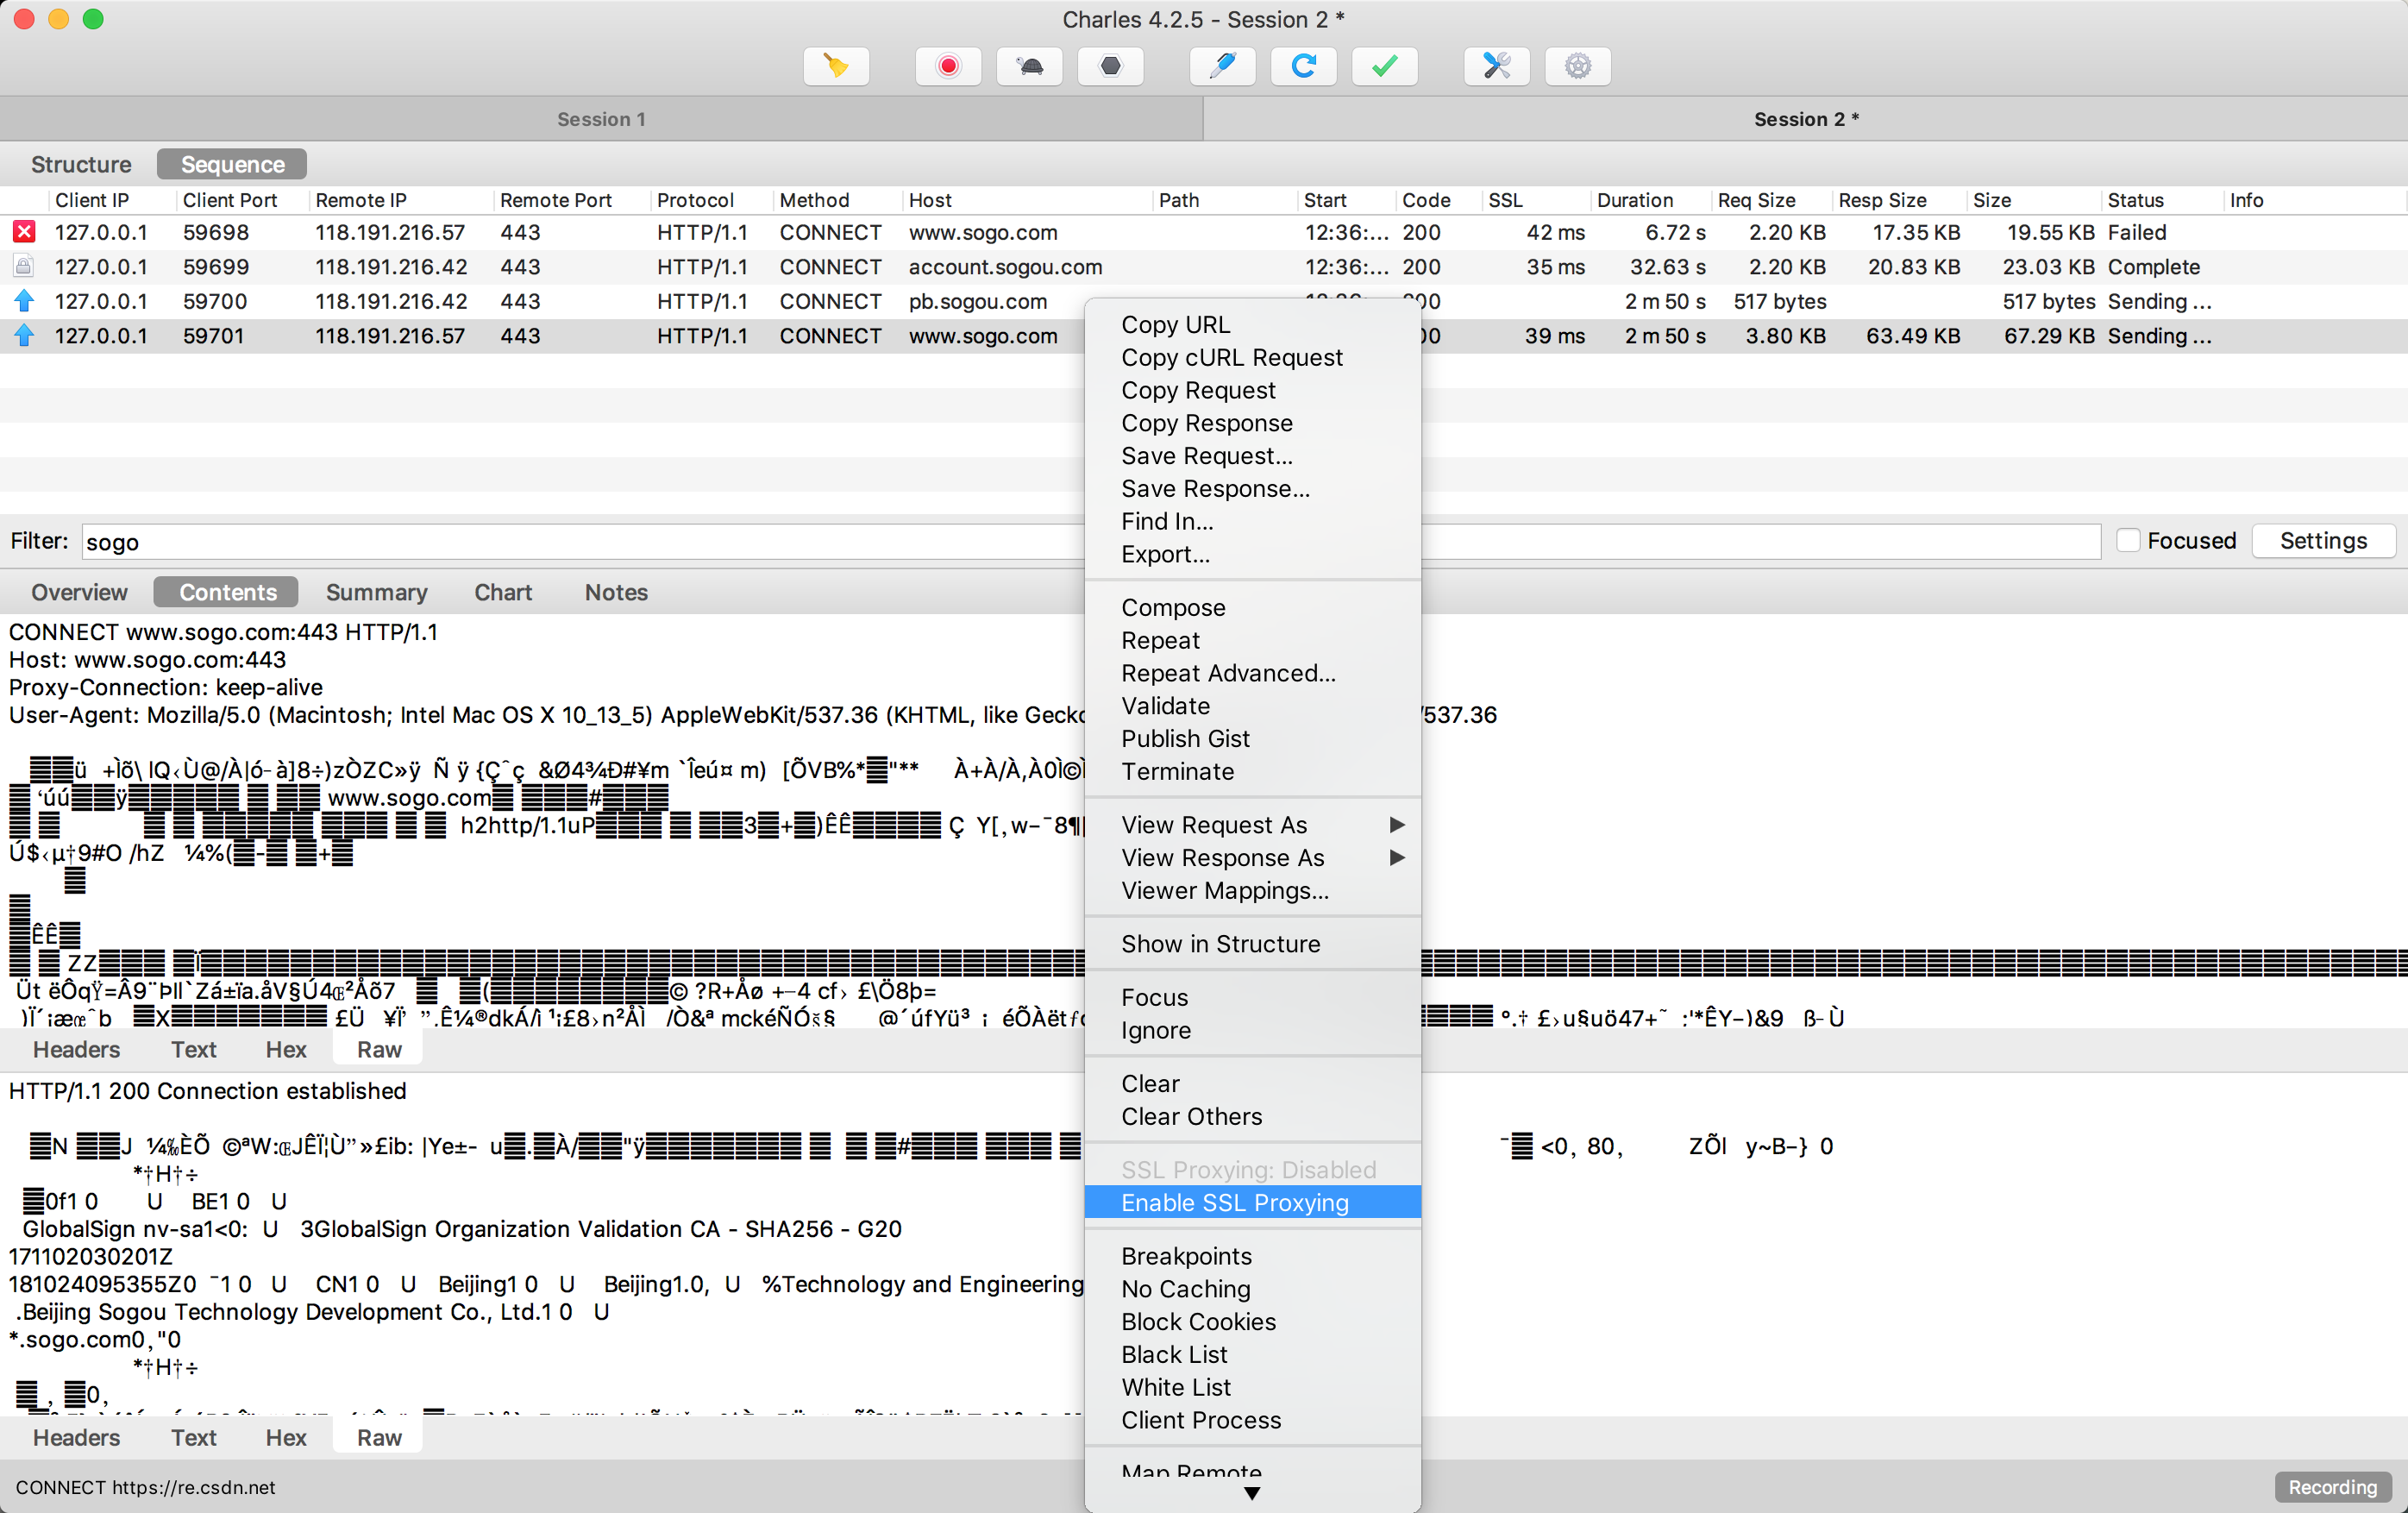 Charles 4.2.5 - Session 2 *
Session 1
Session 2 *
Structure Sequence
Client IP Client Port Remote IP Remote Port Protocol Method Host Path Start Code SSL Duration Req Size Resp Size Size Status Info
127.0.0.1 59698 118.191.216.57 443 HTTP/1.1 CONNECT www.sogo.com 12:36:... 200 42 ms 6.72 s 2.20 KB 17.35 KB 19.55 KB Failed
127.0.0.1 59699 118.191.216.42 443 HTTP/1.1 CONNECT account.sogou.com 12:36:... 200 35 ms 32.63 s 2.20 KB 20.83 KB 23.03 KB Complete
127.0.0.1 59700 118.191.216.42 443 HTTP/1.1 CONNECT pb.sogou.com 2 m 50 s 517 bytes 517 bytes Sending ...
127.0.0.1 59701 118.191.216.57 443 HTTP/1.1 CONNECT www.sogo.com 39 ms 2 m 50 s 3.80 KB 63.49 KB 67.29 KB Sending ...
Copy URL
Copy cURL Request
Copy Request
Copy Response
Save Request...
Save Response...
Find In...
Export...
Compose
Repeat
Repeat Advanced...
Validate
Publish Gist
Terminate
View Request As
View Response As
Viewer Mappings...
Show in Structure
Focus
Ignore
Clear
Clear Others
SSL Proxying: Disabled
Enable SSL Proxying
Breakpoints
No Caching
Block Cookies
Black List
White List
Client Process
Map Remote
Filter: sogo Focused Settings
Overview Contents Summary Chart Notes
CONNECT www.sogo.com:443 HTTP/1.1
Host: www.sogo.com:443
Proxy-Connection: keep-alive
User-Agent: Mozilla/5.0 (Macintosh; Intel Mac OS X 10_13_5) AppleWebKit/537.36 (KHTML, like /537.36
www.sogo.com
h2http/1.1uP
Headers Text Hex Raw
HTTP/1.1 200 Connection established
GlobalSign nv-sa1<0: U 3GlobalSign Organization Validation CA - SHA256 - G20
171102030201Z
181024095355Z0 ¯1 0 U CN1 0 U Beijing1 0 U Beijing1.0, U %Technology and Engineering
.Beijing Sogou Technology Development Co., Ltd.1 0 U
*.sogo.com0,"0
*†H†÷
Headers Text Hex Raw
CONNECT https://re.csdn.net
Recording